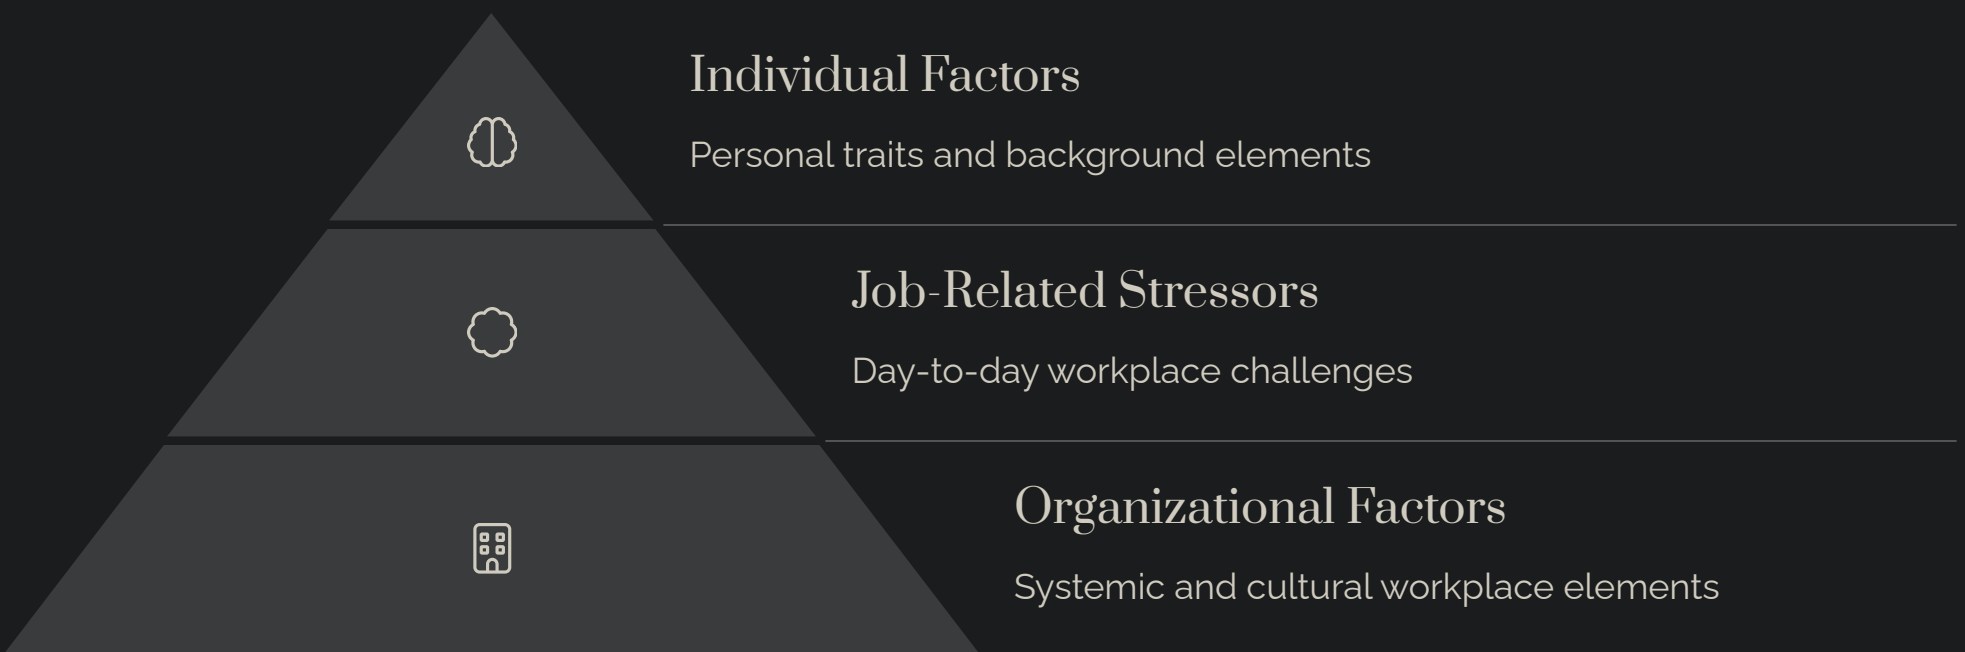 Individual Factors
Personal traits and background elements
Job-Related Stressors
Day-to-day workplace challenges
Organizational Factors
Systemic and cultural workplace elements